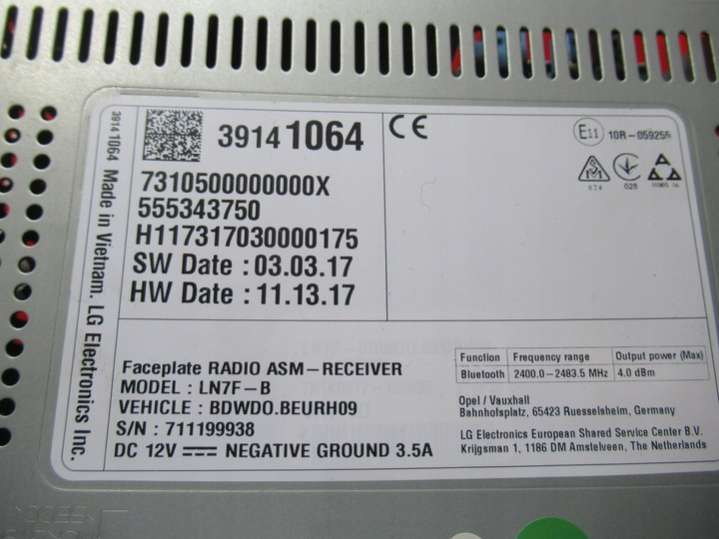 39141064 Made in Vietnam. LG Electronics Inc.
39141064
CE
E11 10R-059255
024
025
7310500000000X
555343750
H117317030000175
SW Date : 03.03.17
HW Date : 11.13.17
Faceplate RADIO ASM-RECEIVER
MODEL : LN7F-B
VEHICLE : BDWDO.BEURH09
S/N : 711199938
DC 12V NEGATIVE GROUND 3.5A
Function Frequency range Output power (Max)
Bluetooth 2400.0-2483.5 MHz 4.0 dBm
Opel / Vauxhall
Bahnhofsplatz, 65423 Ruesselsheim, Germany
LG Electronics European Shared Service Center B.V.
Krijgsman 1, 1186 DM Amstelveen, The Netherlands